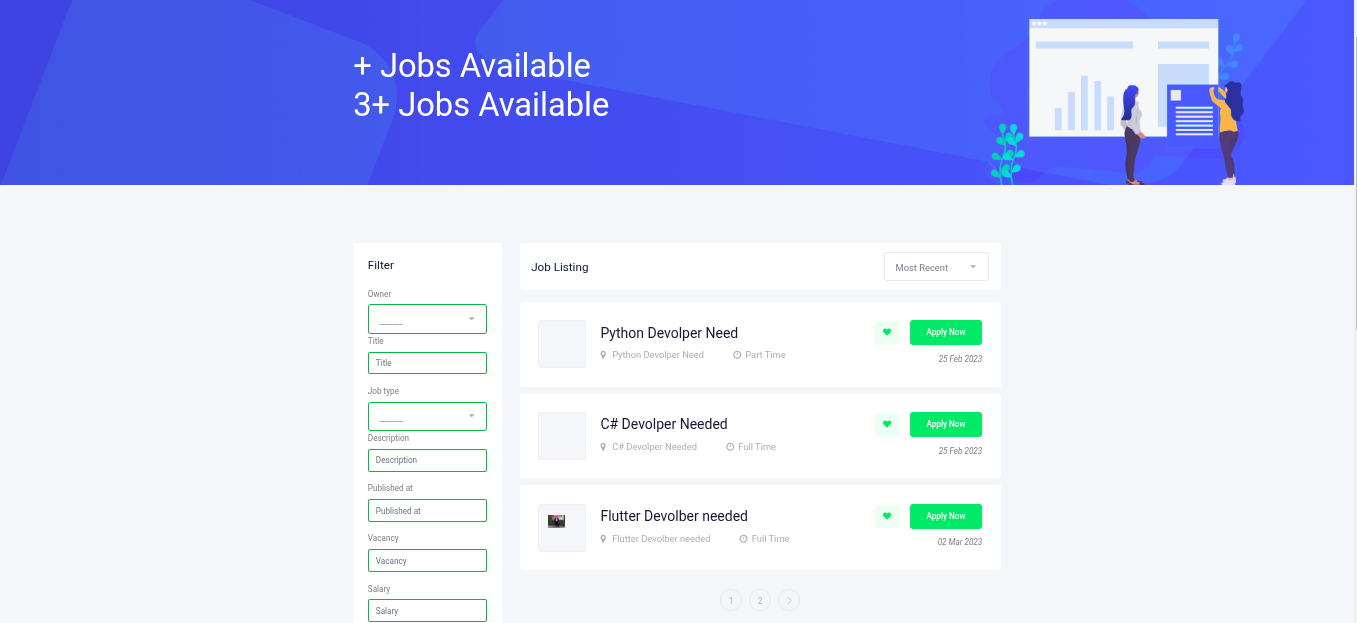 + Jobs Available
3+ Jobs Available
Filter
Owner
---------
Title
Title
Job type
---------
Description
Description
Published at
Published at
Vacancy
Vacancy
Salary
Salary
Job Listing
Most Recent
Python Devolper Need
Apply Now
Python Devolper Need Part Time
25 Feb 2023
C# Devolper Needed
Apply Now
C# Devolper Needed Full Time
25 Feb 2023
Flutter Devolber needed
Apply Now
Flutter Devolber needed Full Time
02 Mar 2023
1 2